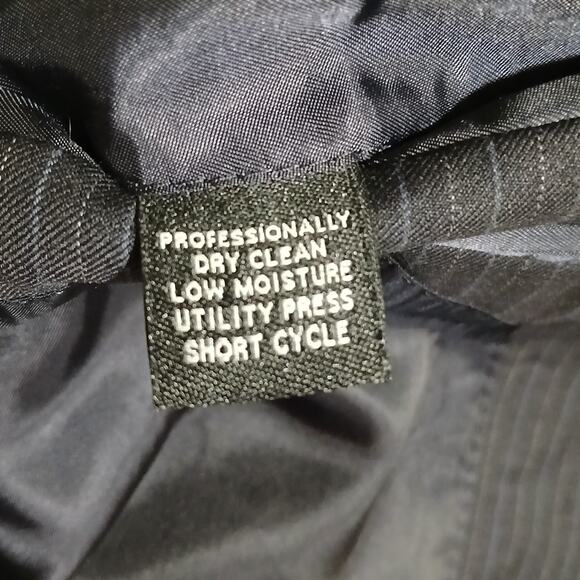 PROFESSIONALLY
DRY CLEAN
LOW MOISTURE
UTILITY PRESS
SHORT CYCLE